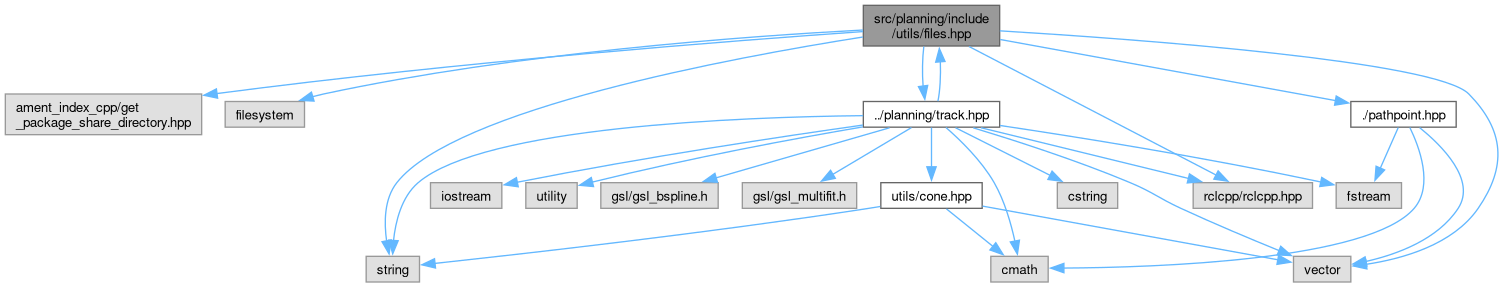 src/planning/include
/utils/files.hpp
ament_index_cpp/get
_package_share_directory.hpp
filesystem
../planning/track.hpp
./pathpoint.hpp
iostream
utility
gsl/gsl_bspline.h
gsl/gsl_multifit.h
utils/cone.hpp
cstring
rclcpp/rclcpp.hpp
fstream
string
cmath
vector